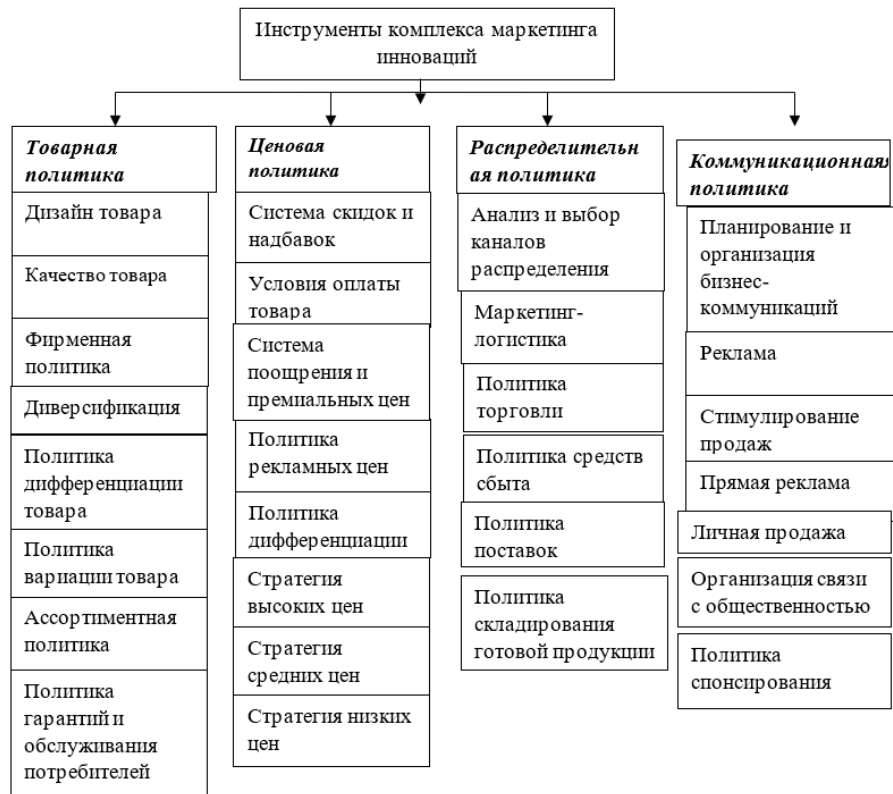 Инструменты комплекса маркетинга
инноваций
Товарная
политика
Дизайн товара
Качество товара
Фирменная
политика
Диверсификация
Политика
дифференциации
товара
Политика
вариации товара
Ассортиментная
политика
Политика
гарантий и
обслуживания
потребителей
Ценовая
политика
Система скидок и
надбавок
Условия оплаты
товара
Система
поощрения и
премиальных цен
Политика
рекламных цен
Политика
дифференциации
Стратегия
высоких цен
Стратегия
средних цен
Стратегия низких
цен
Распределительн
ая политика
Анализ и выбор
каналов
распределения
Маркетинг-
логистика
Политика
торговли
Политика средств
сбыта
Политика
поставок
Политика
складирования
готовой продукции
Коммуникационная
политика
Планирование и
организация
бизнес-
коммуникаций
Реклама
Стимулирование
продаж
Прямая реклама
Личная продажа
Организация связи
с общественностью
Политика
спонсирования